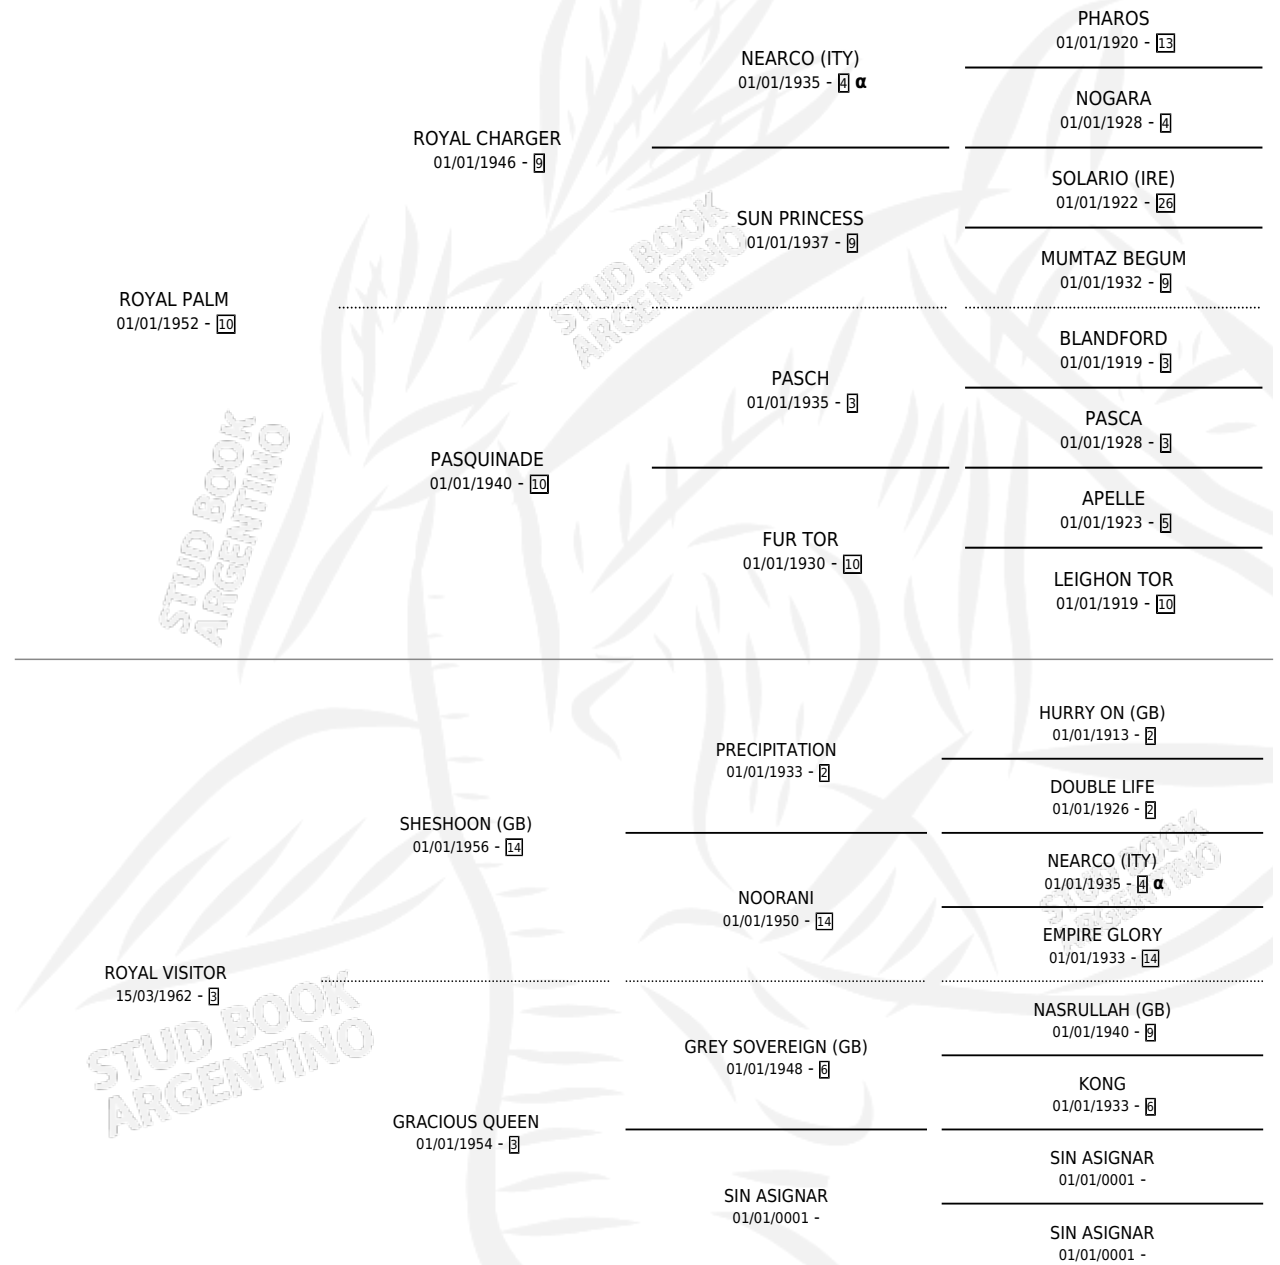 PHAROS
01/01/1920 - 13
NEARCO (ITY)
01/01/1935 - 4 α
NOGARA
01/01/1928 - 4
ROYAL CHARGER
01/01/1946 - 9
SOLARIO (IRE)
01/01/1922 - 26
SUN PRINCESS
01/01/1937 - 9
MUMTAZ BEGUM
01/01/1932 - 9
ROYAL PALM
01/01/1952 - 10
BLANDFORD
01/01/1919 - 3
PASCH
01/01/1935 - 3
PASCA
01/01/1928 - 3
PASQUINADE
01/01/1940 - 10
APELLE
01/01/1923 - 5
FUR TOR
01/01/1930 - 10
LEIGHON TOR
01/01/1919 - 10
HURRY ON (GB)
01/01/1913 - 2
PRECIPITATION
01/01/1933 - 2
DOUBLE LIFE
01/01/1926 - 2
SHESHOON (GB)
01/01/1956 - 14
NEARCO (ITY)
01/01/1935 - 4 α
NOORANI
01/01/1950 - 14
EMPIRE GLORY
01/01/1933 - 14
ROYAL VISITOR
15/03/1962 - 3
NASRULLAH (GB)
01/01/1940 - 9
GREY SOVEREIGN (GB)
01/01/1948 - 6
KONG
01/01/1933 - 6
GRACIOUS QUEEN
01/01/1954 - 3
SIN ASIGNAR
01/01/0001 -
SIN ASIGNAR
01/01/0001 -
SIN ASIGNAR
01/01/0001 -
STUD BOOK
ARGENTINO
STUD BOOK
ARGENTINO
STUD BOOK
ARGENTINO
STUD BOOK
ARGENTINO